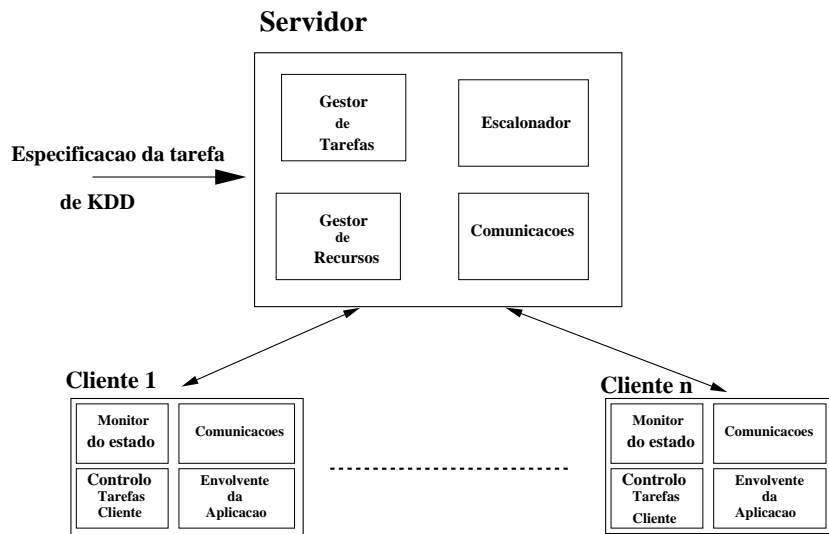 Servidor
Gestor
de
Tarefas
Escalonador
Especificacao da tarefa
de KDD
Gestor
de
Recursos
Comunicacoes
Cliente 1
Monitor
do estado
Comunicacoes
Controlo
Tarefas
Cliente
Envolvente
da
Aplicacao
Cliente n
Monitor
do estado
Comunicacoes
Controlo
Tarefas
Cliente
Envolvente
da
Aplicacao